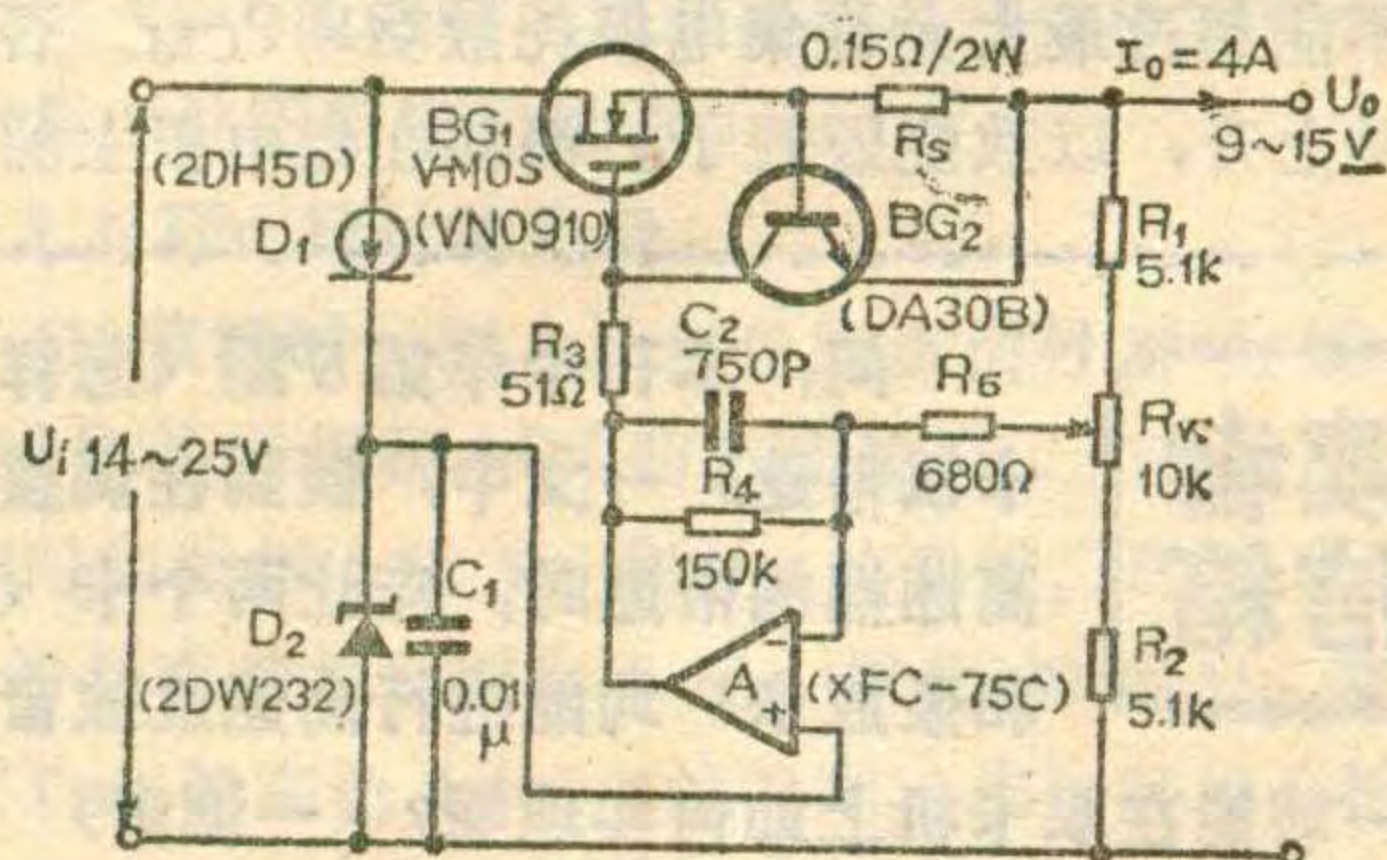 0.15Ω/2W
I₀=4A
U₀
9~15V
BG₁
V-MOS
(VN0910)
(2DH5D)
D₁
Rs
BG₂
(DA30B)
R₁
5.1k
R₃
51Ω
C₂
750P
R₆
680Ω
10k
Uᵢ 14~25V
R₄
150k
D₂
(2DW232)
C₁
0.01
μ
A
-
+
(XFC-75C)
R₂
5.1k